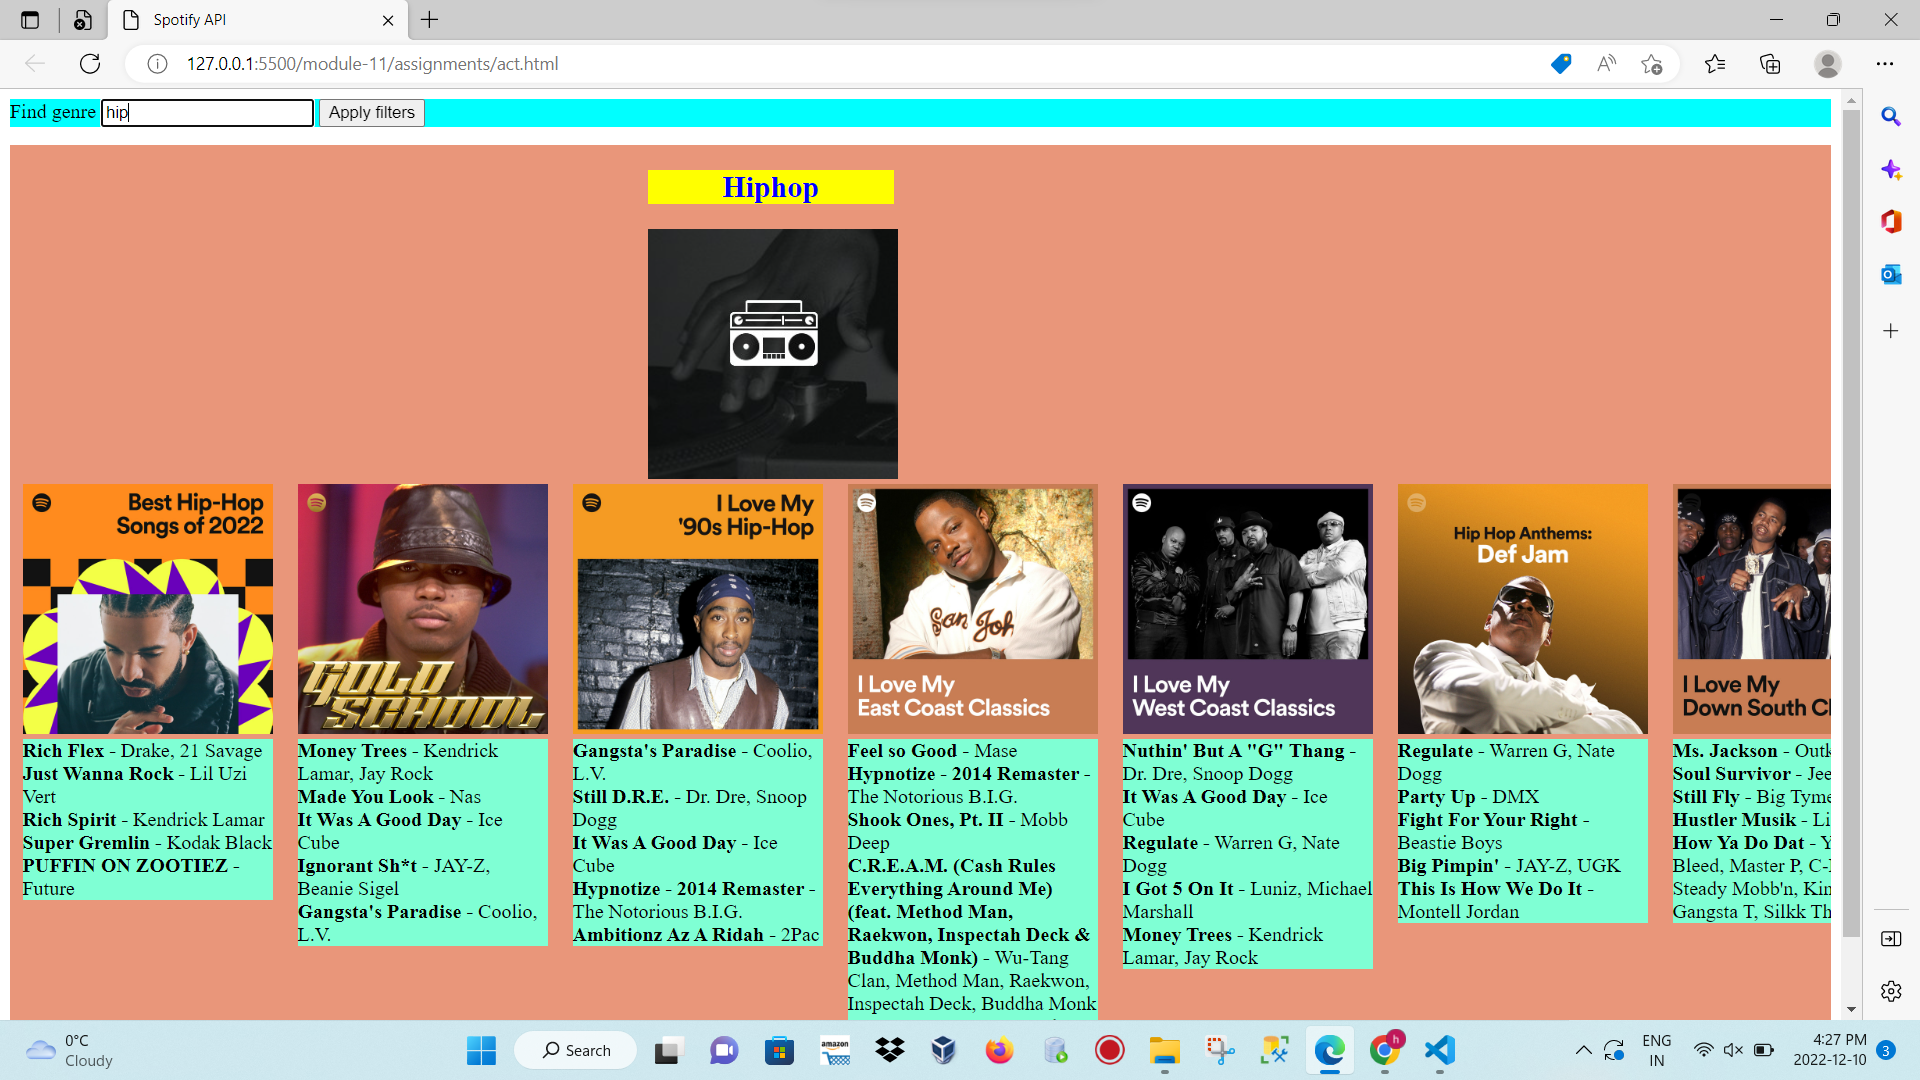 Spotify API
127.0.0.1:5500/module-11/assignments/act.html
Find genre hip Apply filters
Hiphop
Best Hip-Hop
Songs of 2022
Rich Flex - Drake, 21 Savage
Just Wanna Rock - Lil Uzi
Vert
Rich Spirit - Kendrick Lamar
Super Gremlin - Kodak Black
PUFFIN ON ZOOTIEZ -
Future
GOLD
SCHOOL
Money Trees - Kendrick
Lamar, Jay Rock
Made You Look - Nas
It Was A Good Day - Ice
Cube
Ignorant Sh*t - JAY-Z,
Beanie Sigel
Gangsta's Paradise - Coolio,
L.V.
I Love My
'90s Hip-Hop
Gangsta's Paradise - Coolio,
L.V.
Still D.R.E. - Dr. Dre, Snoop
Dogg
It Was A Good Day - Ice
Cube
Hypnotize - 2014 Remaster -
The Notorious B.I.G.
Ambitionz Az A Ridah - 2Pac
San Joh
I Love My
East Coast Classics
Feel so Good - Mase
Hypnotize - 2014 Remaster -
The Notorious B.I.G.
Shook Ones, Pt. II - Mobb
Deep
C.R.E.A.M. (Cash Rules
Everything Around Me)
(feat. Method Man,
Raekwon, Inspectah Deck &
Buddha Monk) - Wu-Tang
Clan, Method Man, Raekwon,
Inspectah Deck, Buddha Monk
I Love My
West Coast Classics
Nuthin' But A "G" Thang -
Dr. Dre, Snoop Dogg
It Was A Good Day - Ice
Cube
Regulate - Warren G, Nate
Dogg
I Got 5 On It - Luniz, Michael
Marshall
Money Trees - Kendrick
Lamar, Jay Rock
Hip Hop Anthems:
Def Jam
Regulate - Warren G, Nate
Dogg
Party Up - DMX
Fight For Your Right -
Beastie Boys
Big Pimpin' - JAY-Z, UGK
This Is How We Do It -
Montell Jordan
I Love My
Down South Cl
Ms. Jackson - Outk
Soul Survivor - Jee
Still Fly - Big Tyme
Hustler Musik - Li
How Ya Do Dat - Y
Bleed, Master P, C-
Steady Mobb'n, Kin
Gangsta T, Silkk Th
0°C
Cloudy
Search
amazon
h
ENG
IN
4:27 PM
2022-12-10
3